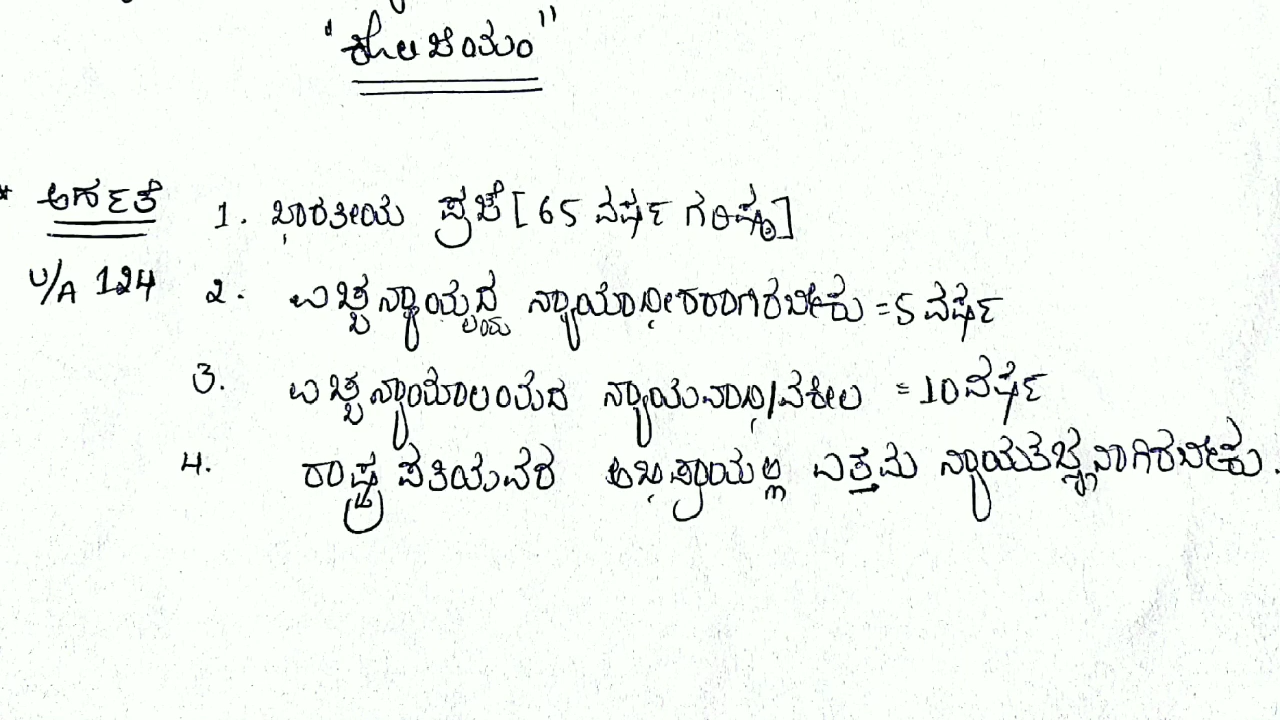 "ಕೊಲಿಜಿಯಂ"
* ಅರ್ಹತೆ 1. ಭಾರತೀಯ ಪ್ರಜೆ [65 ವರ್ಷ ಗರಿಷ್ಠ]
U/A 124 2. ಉಚ್ಛ ನ್ಯಾಯಾಧೀಶರಾಗಿರಬೇಕು = 5 ವರ್ಷ
3. ಉಚ್ಛ ನ್ಯಾಯಾಲಯದ ನ್ಯಾಯವಾದಿ/ವಕೀಲ = 10 ವರ್ಷ
4. ರಾಷ್ಟ್ರಪತಿಯವರ ಅಭಿಪ್ರಾಯದಲ್ಲಿ ಉತ್ತಮ ನ್ಯಾಯತಜ್ಞನಾಗಿರಬೇಕು.